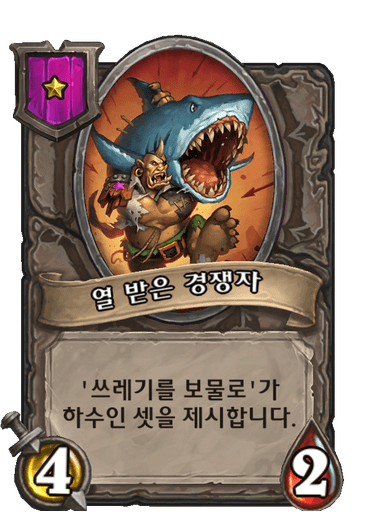 열 받은 경쟁자
'쓰레기를 보물로'가
하수인 셋을 제시합니다.
4
2